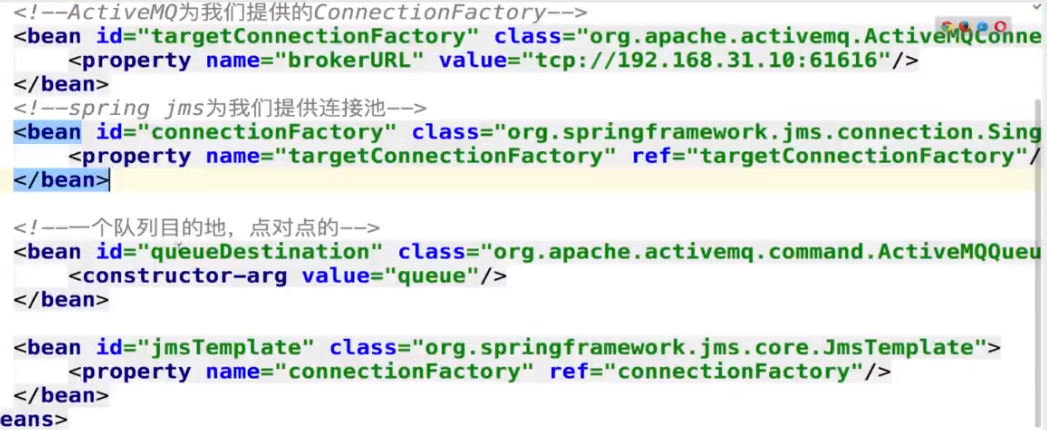 <!--ActiveMQ为我们提供的ConnectionFactory-->
<bean id="targetConnectionFactory" class="org.apache.activemq.ActiveMQConne
<property name="brokerURL" value="tcp://192.168.31.10:61616"/>
</bean>
<!--spring jms为我们提供连接池-->
<bean id="connectionFactory" class="org.springframework.jms.connection.Sing
<property name="targetConnectionFactory" ref="targetConnectionFactory"/
</bean>
<!--一个队列目的地，点对点的-->
<bean id="queueDestination" class="org.apache.activemq.command.ActiveMQQueu
<constructor-arg value="queue"/>
</bean>
<bean id="jmsTemplate" class="org.springframework.jms.core.JmsTemplate">
<property name="connectionFactory" ref="connectionFactory"/>
</bean>
eans>